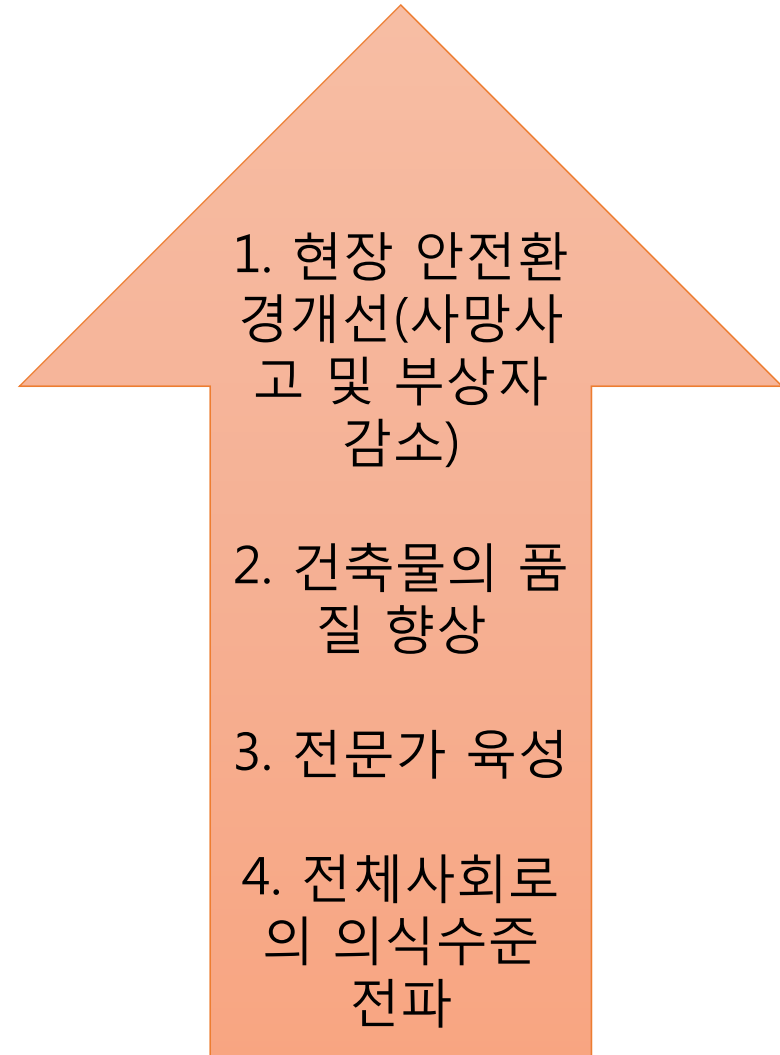 1. 현장 안전환
경개선(사망사
고 및 부상자
감소)
2. 건축물의 품
질 향상
3. 전문가 육성
4. 전체사회로
의 의식수준
전파